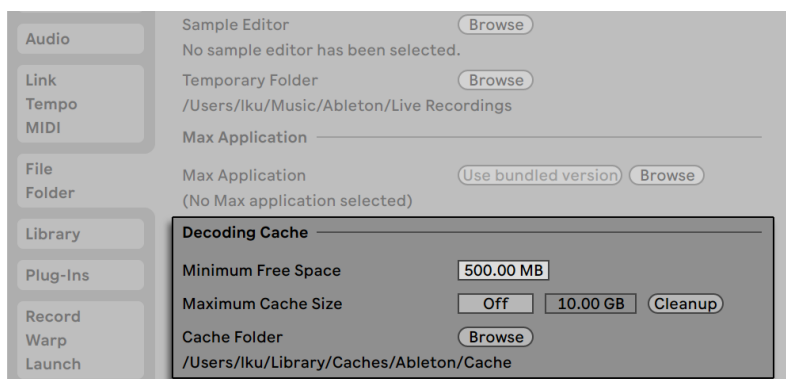 Audio
Link
Tempo
MIDI
File
Folder
Library
Plug-Ins
Record
Warp
Launch
Sample Editor Browse
No sample editor has been selected.
Temporary Folder Browse
/Users/lku/Music/Ableton/Live Recordings
Max Application
Max Application Use bundled version Browse
(No Max application selected)
Decoding Cache
Minimum Free Space 500.00 MB
Maximum Cache Size Off 10.00 GB Cleanup
Cache Folder Browse
/Users/lku/Library/Caches/Ableton/Cache